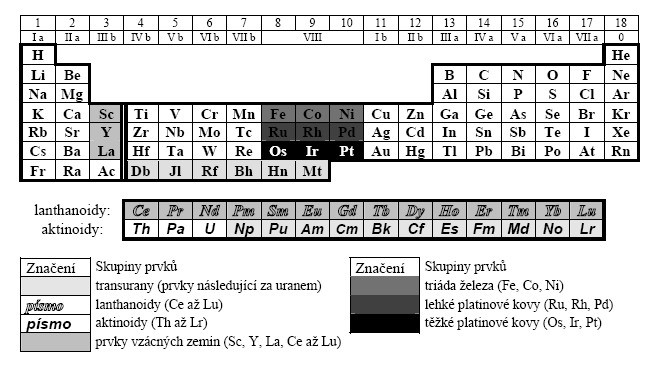 1 2 3 4 5 6 7 8 9 10 11 12 13 14 15 16 17 18
I a II a III b IV b V b VI b VII b VIII I b II b III a IV a V a VI a VII a 0
H He
Li Be B C N O F Ne
Na Mg Al Si P S Cl Ar
K Ca Sc Ti V Cr Mn Fe Co Ni Cu Zn Ga Ge As Se Br Kr
Rb Sr Y Zr Nb Mo Tc Ru Rh Pd Ag Cd In Sn Sb Te I Xe
Cs Ba La Hf Ta W Re Os Ir Pt Au Hg Tl Pb Bi Po At Rn
Fr Ra Ac Db Jl Rf Bh Hn Mt
lanthanoidy: Ce Pr Nd Pm Sm Eu Gd Tb Dy Ho Er Tm Yb Lu
aktinoidy: Th Pa U Np Pu Am Cm Bk Cf Es Fm Md No Lr
Značení Skupiny prvků Značení Skupiny prvků
transurany (prvky následující za uranem) triáda železa (Fe, Co, Ni)
písmo lanthanoidy (Ce až Lu) lehké platinové kovy (Ru, Rh, Pd)
písmo aktinoidy (Th až Lr) těžké platinové kovy (Os, Ir, Pt)
prvky vzácných zemin (Sc, Y, La, Ce až Lu)